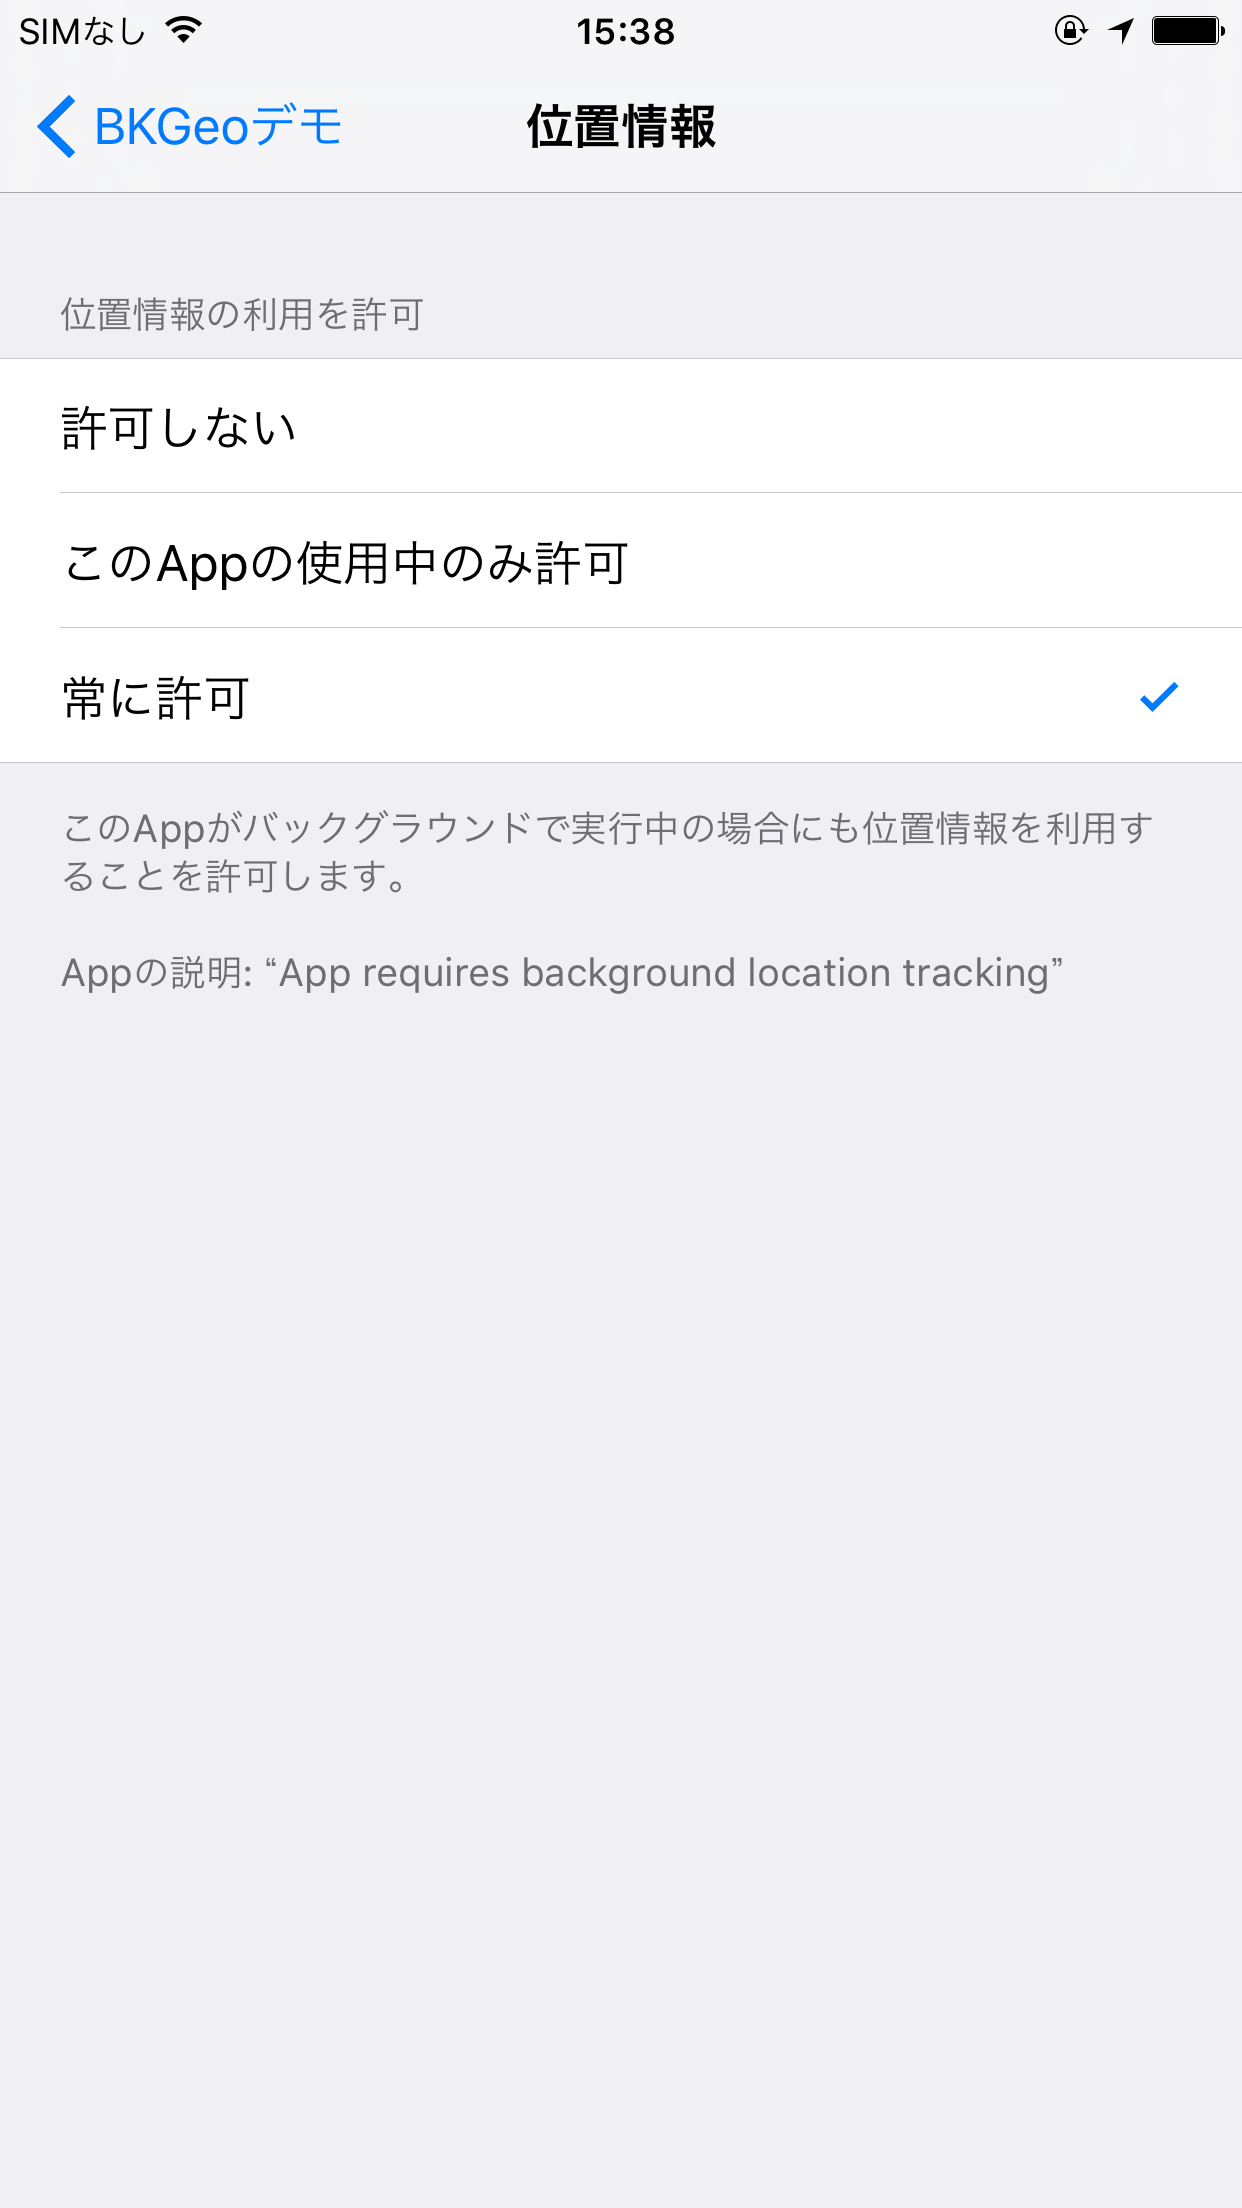 SIMなし 15:38
BKGeoデモ 位置情報
位置情報の利用を許可
許可しない
このAppの使用中のみ許可
常に許可
このAppがバックグラウンドで実行中の場合にも位置情報を利用す
ることを許可します。
Appの説明: “App requires background location tracking”